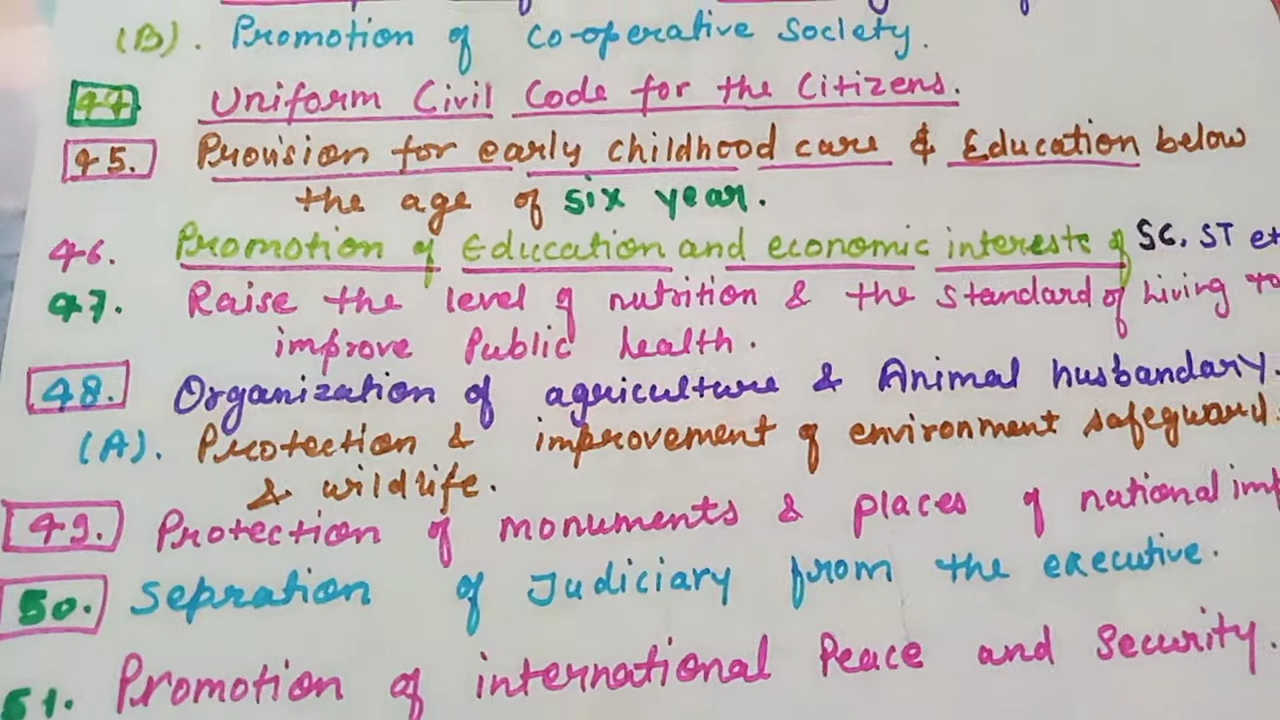 (B). Promotion of co-operative Society.
44 Uniform Civil Code for the Citizens.
45. Provision for early childhood care & Education below
the age of six year.
46. Promotion of Education and economic interests of SC, ST et
47. Raise the level of nutrition & the Standard of Living to
improve Public health.
48. Organization of agriculture & Animal husbandary.
(A). Protection & improvement of environment safeguard
& wildlife.
49. Protection of monuments & places of national imp
50. Sepration of Judiciary from the executive.
51. Promotion of international Peace and Security.